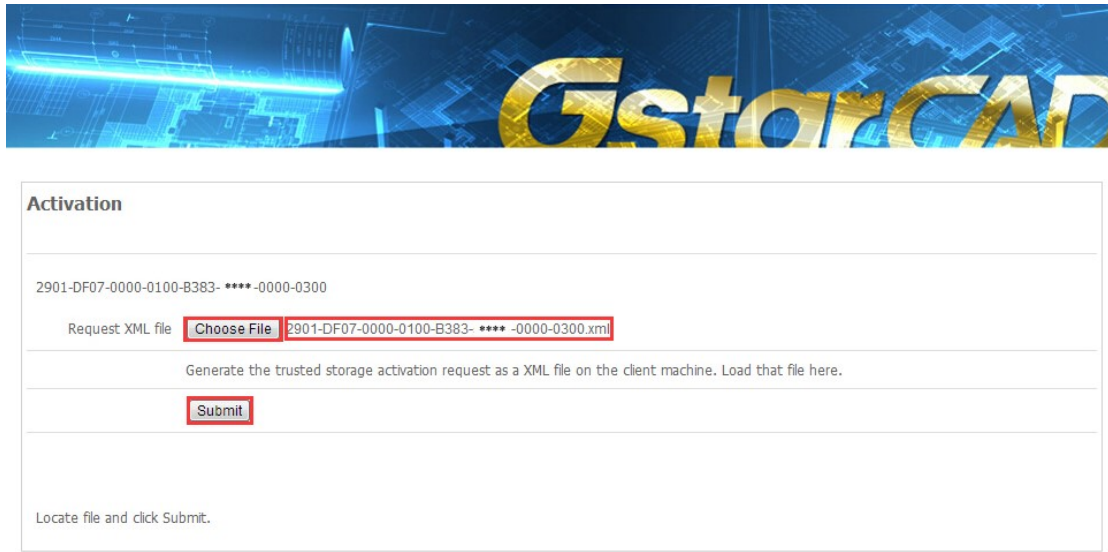 GstarCAD
Activation
2901-DF07-0000-0100-B383- **** -0000-0300
Request XML file Choose File 2901-DF07-0000-0100-B383- **** -0000-0300.xml
Generate the trusted storage activation request as a XML file on the client machine. Load that file here.
Submit
Locate file and click Submit.